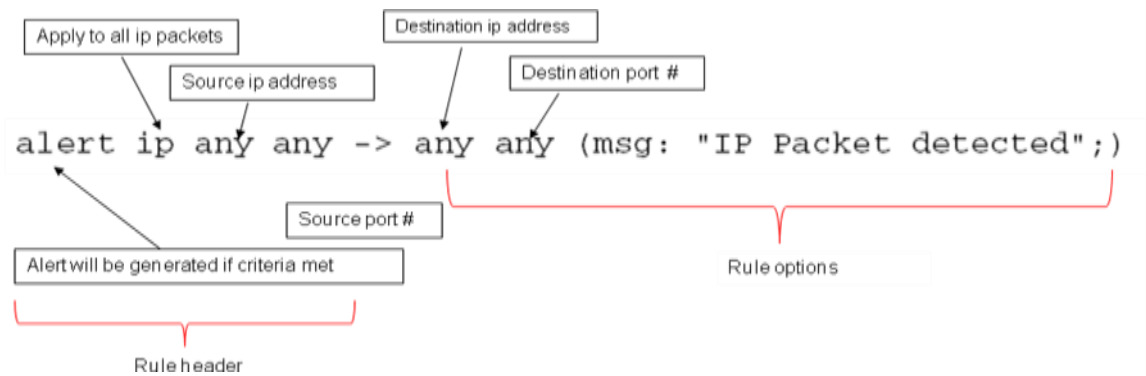 Destination ip address
Apply to all ip packets
Source ip address
Destination port #
alert ip any any -> any any (msg: "IP Packet detected";)
Source port #
Alert will be generated if criteria met
Rule options
Rule header